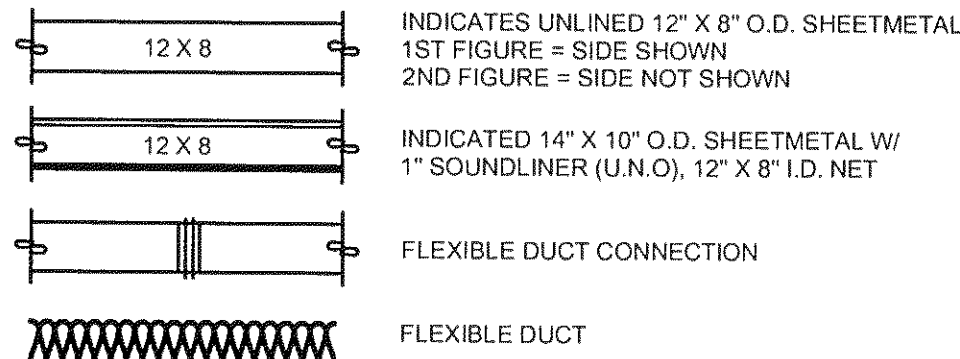 12 X 8
INDICATES UNLINED 12" X 8" O.D. SHEETMETAL
1ST FIGURE = SIDE SHOWN
2ND FIGURE = SIDE NOT SHOWN
12 X 8
INDICATED 14" X 10" O.D. SHEETMETAL W/
1" SOUNDLINER (U.N.O), 12" X 8" I.D. NET
FLEXIBLE DUCT CONNECTION
FLEXIBLE DUCT